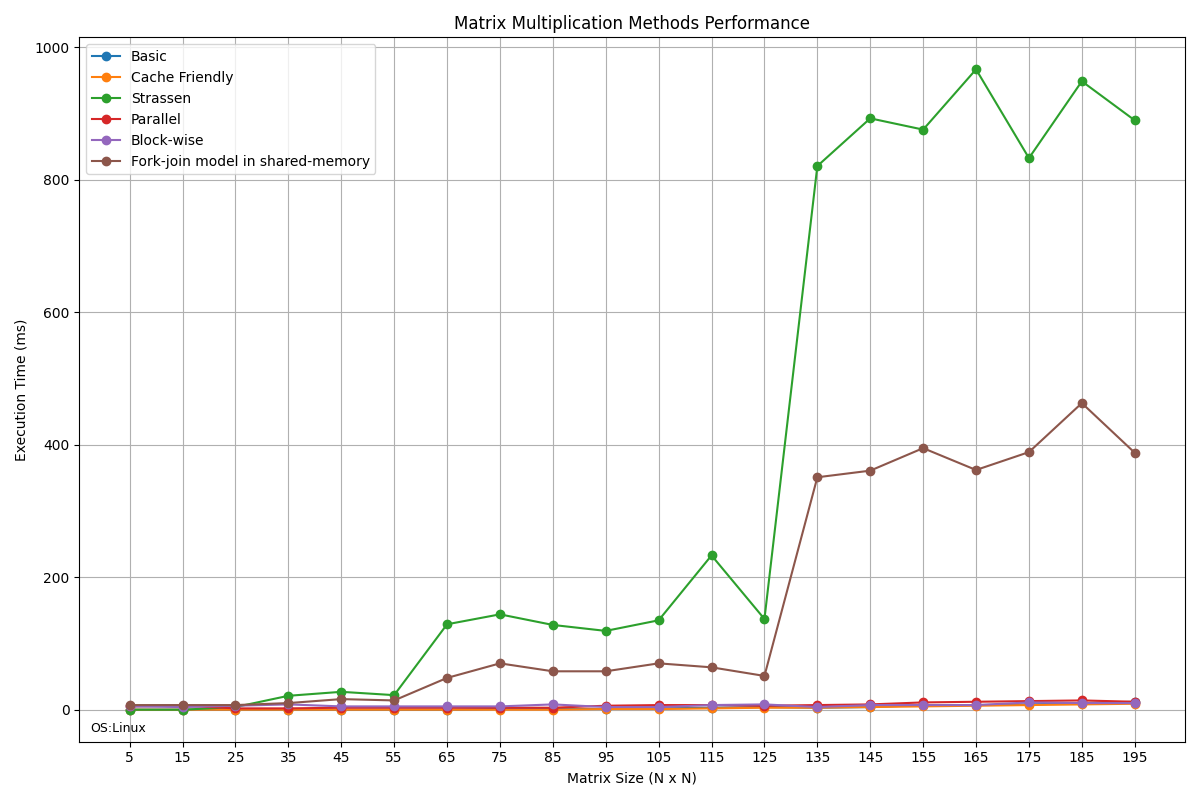 Matrix Multiplication Methods Performance
Basic
Cache Friendly
Strassen
Parallel
Block-wise
Fork-join model in shared-memory
Execution Time (ms)
1000
800
600
400
200
0
OS:Linux
5 15 25 35 45 55 65 75 85 95 105 115 125 135 145 155 165 175 185 195
Matrix Size (N x N)